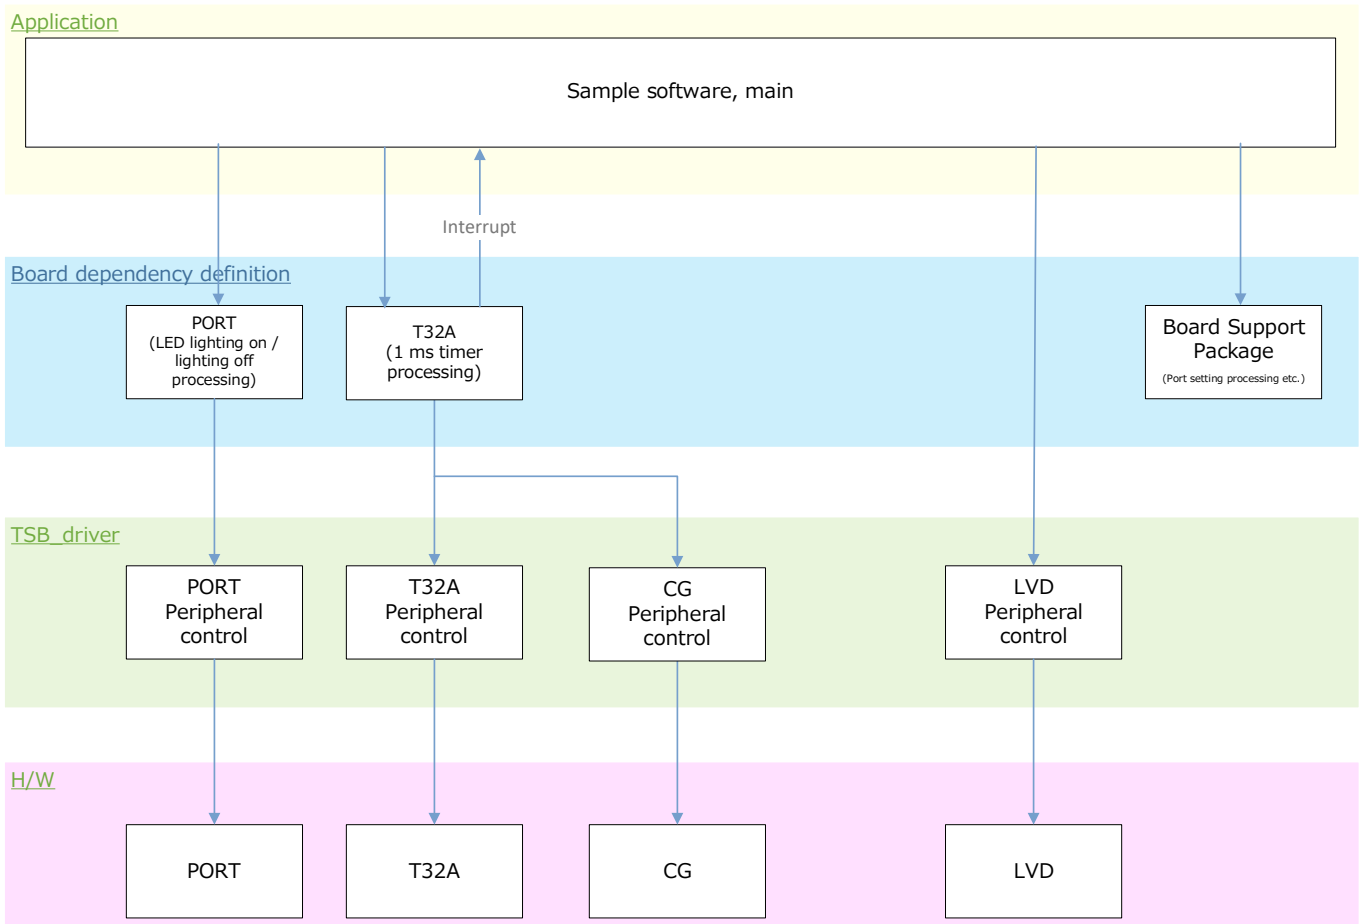 Application
Sample software, main
Interrupt
Board dependency definition
PORT
(LED lighting on /
lighting off
processing)
T32A
(1 ms timer
processing)
Board Support
Package
(Port setting processing etc.)
TSB_driver
PORT
Peripheral
control
T32A
Peripheral
control
CG
Peripheral
control
LVD
Peripheral
control
H/W
PORT
T32A
CG
LVD